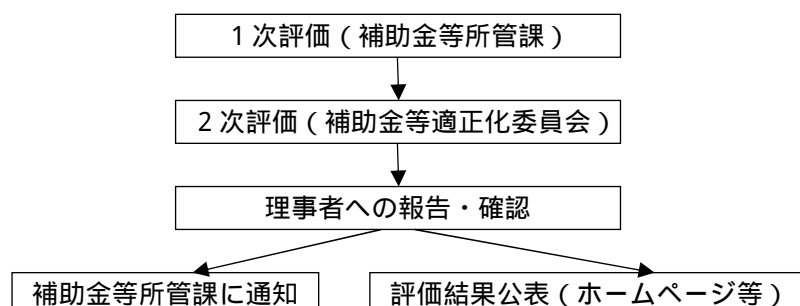 1次評価（補助金等所管課）
2次評価（補助金等適正化委員会）
理事者への報告・確認
補助金等所管課に通知
評価結果公表（ホームページ等）